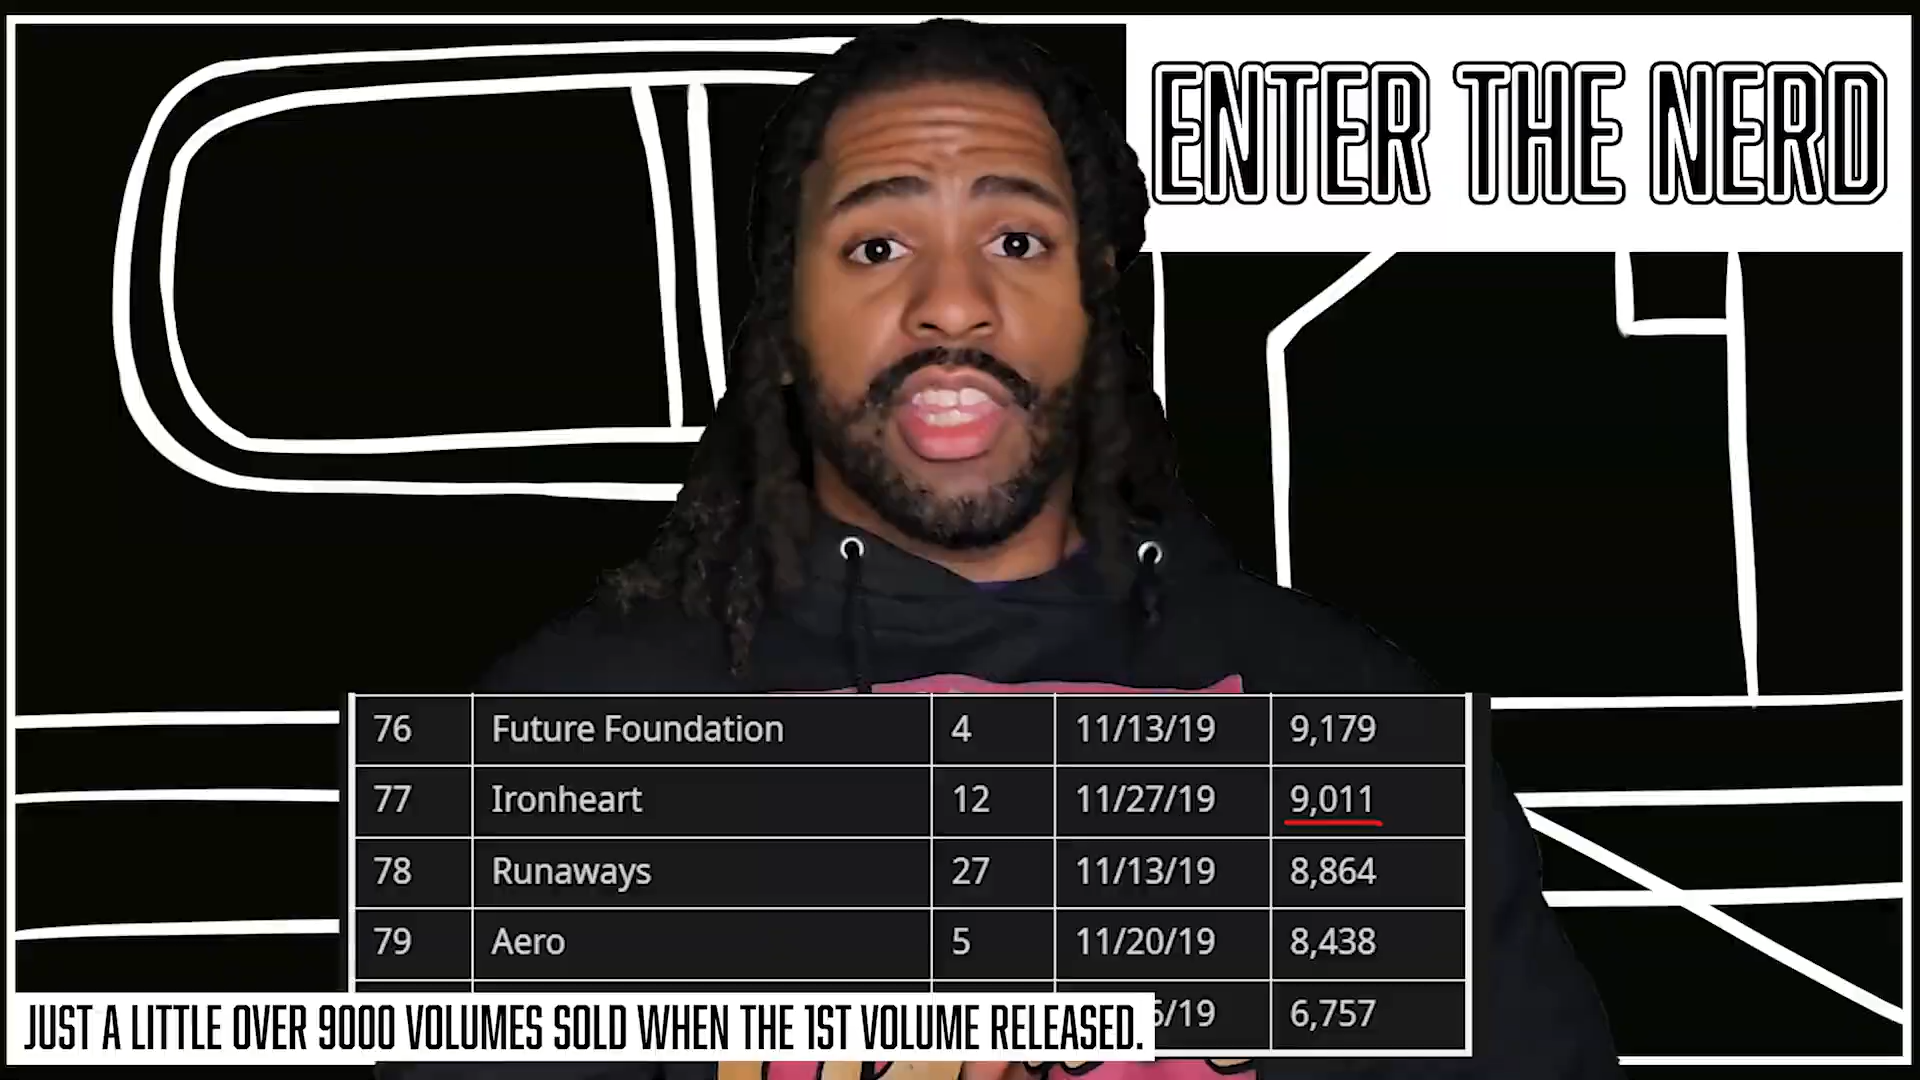 ENTER THE NERD
76 Future Foundation 4 11/13/19 9,179
77 Ironheart 12 11/27/19 9,011
78 Runaways 27 11/13/19 8,864
79 Aero 5 11/20/19 8,438
/19 6,757
JUST A LITTLE OVER 9000 VOLUMES SOLD WHEN THE 1ST VOLUME RELEASED.